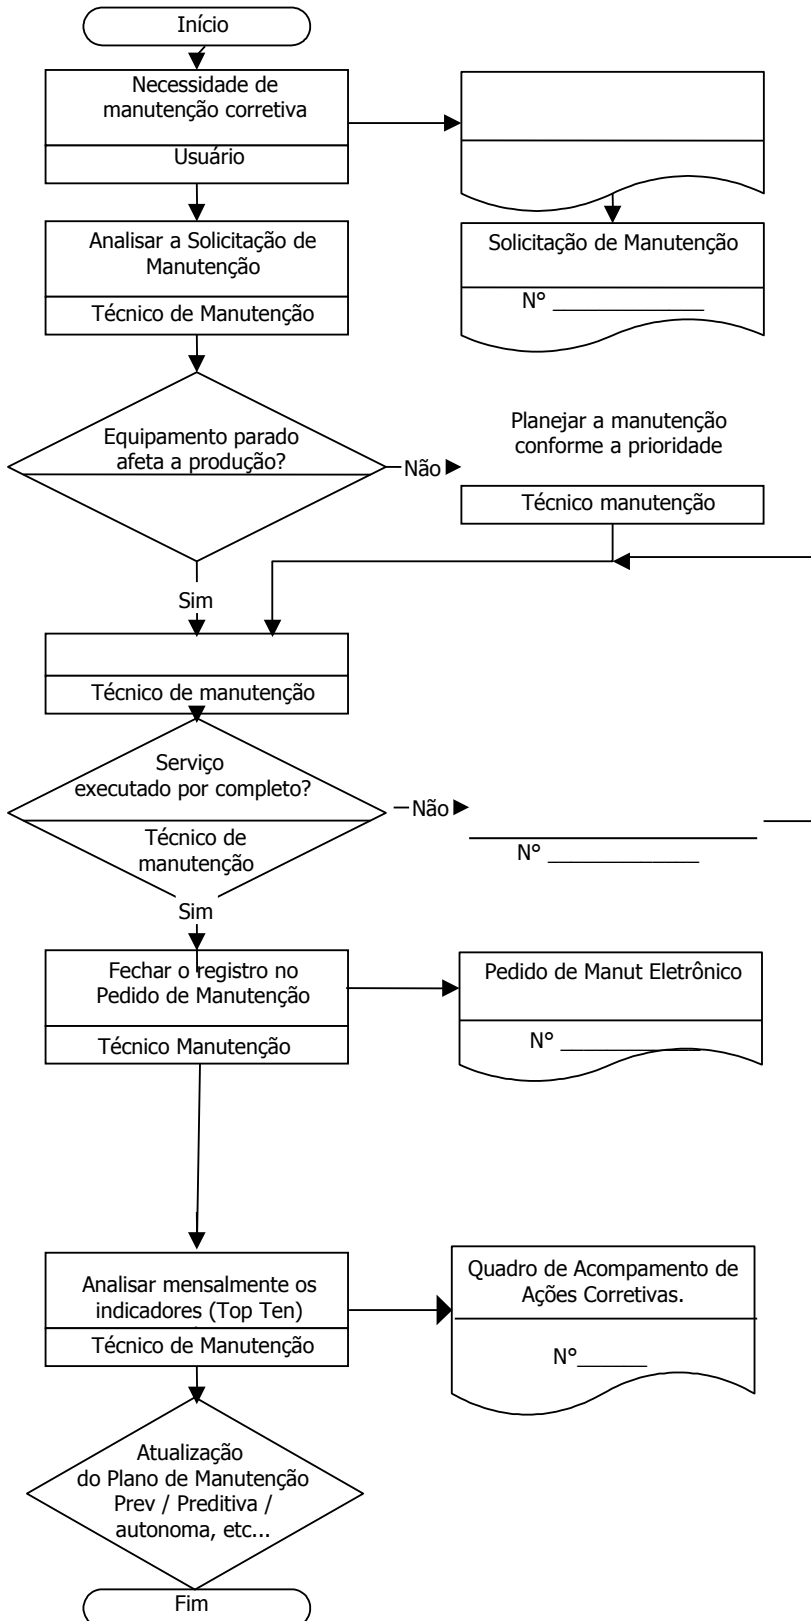 Início
Necessidade de
manutenção corretiva
Usuário
Analisar a Solicitação de
Manutenção
Técnico de Manutenção
Solicitação de Manutenção
N° ______________
Equipamento parado
afeta a produção?
Não
Planejar a manutenção
conforme a prioridade
Técnico manutenção
Sim
Técnico de manutenção
Serviço
executado por completo?
Técnico de
manutenção
Não
N° ______________
Sim
Fechar o registro no
Pedido de Manutenção
Técnico Manutenção
Pedido de Manut Eletrônico
N° _____________
Analisar mensalmente os
indicadores (Top Ten)
Técnico de Manutenção
Quadro de Acompamento de
Ações Corretivas.
N°______
Atualização
do Plano de Manutenção
Prev / Preditiva /
autonoma, etc...
Fim